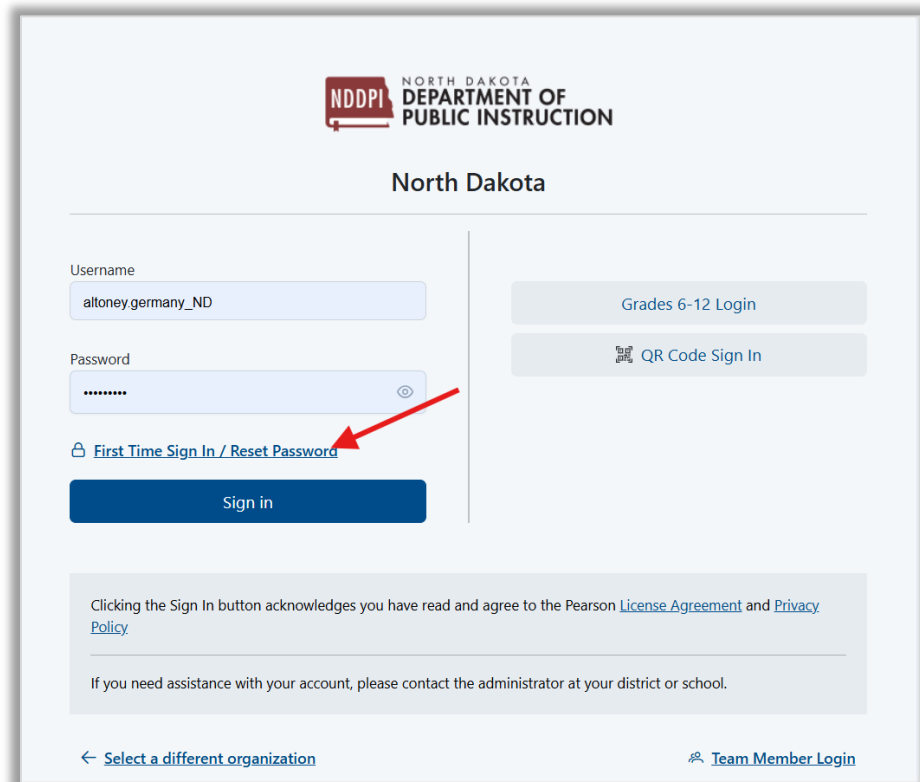 NDDPI
NORTH DAKOTA
DEPARTMENT OF
PUBLIC INSTRUCTION
North Dakota
Username
altoney.germany_ND
Password
•••••••••
First Time Sign In / Reset Password
Sign in
Grades 6-12 Login
QR Code Sign In
Clicking the Sign In button acknowledges you have read and agree to the Pearson License Agreement and Privacy
Policy
If you need assistance with your account, please contact the administrator at your district or school.
← Select a different organization
Team Member Login